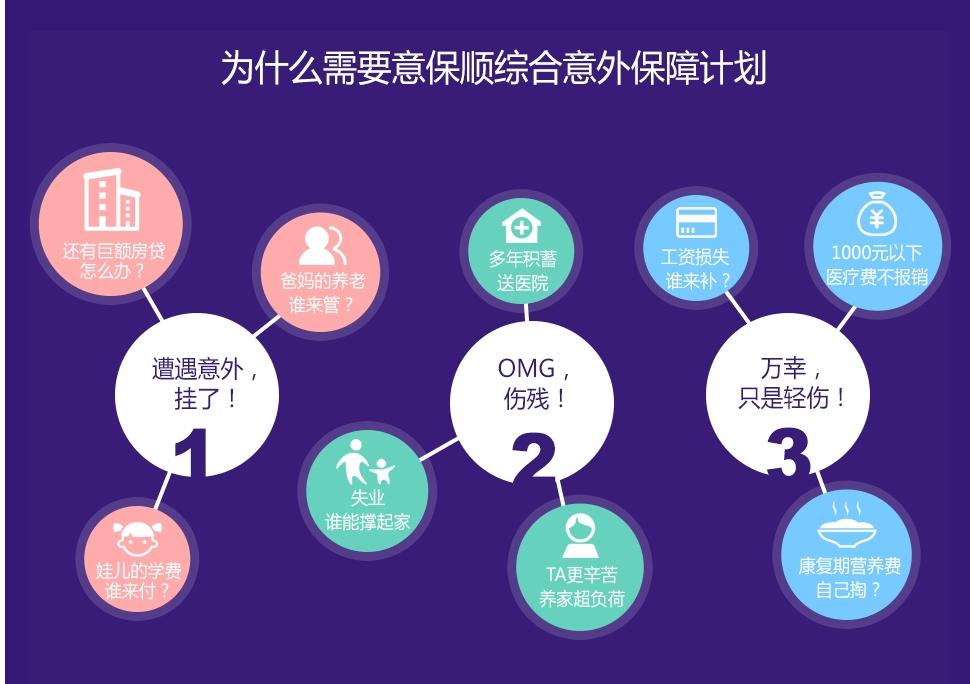 为什么需要意保顺综合意外保障计划
还有巨额房贷
怎么办？
爸妈的养老
谁来管？
遭遇意外，
挂了！
1
娃儿的学费
谁来付？
多年积蓄
送医院
OMG，
伤残！
2
失业
谁能撑起家
TA更辛苦
养家超负荷
工资损失
谁来补？
1000元以下
医疗费不报销
万幸，
只是轻伤！
3
康复期营养费
自己掏？